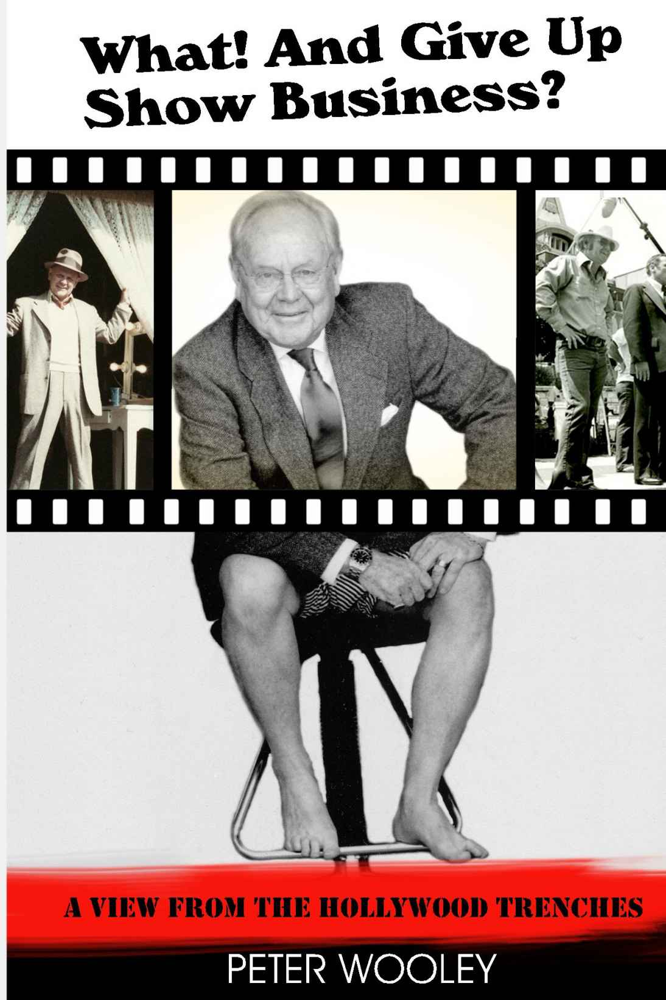 What! And Give Up
Show Business?
A VIEW FROM THE HOLLYWOOD TRENCHES
PETER WOOLEY